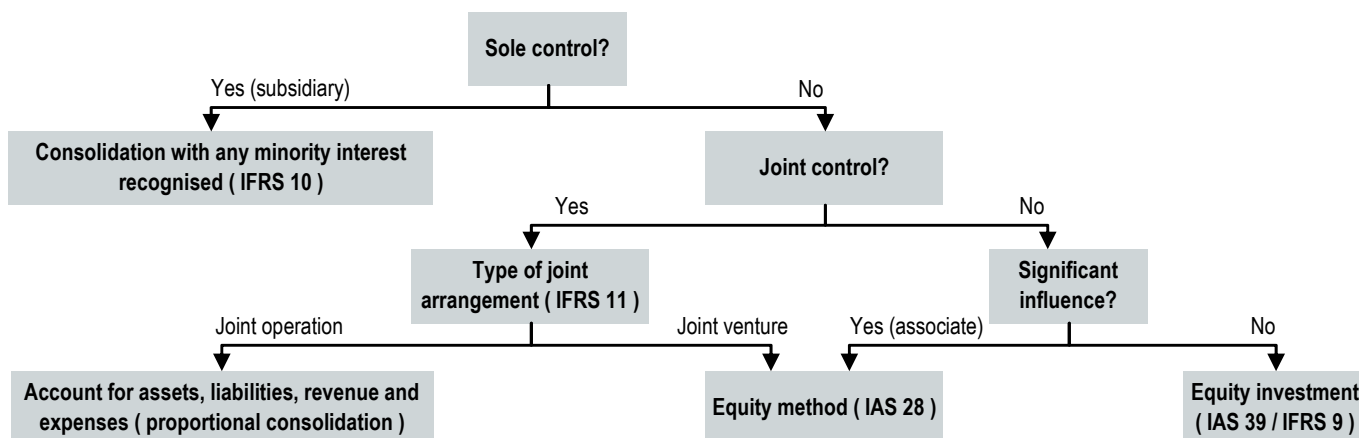 Sole control?
Yes (subsidiary)
No
Consolidation with any minority interest
recognised ( IFRS 10 )
Joint control?
Yes
No
Type of joint
arrangement ( IFRS 11 )
Significant
influence?
Joint operation
Joint venture
Yes (associate)
No
Account for assets, liabilities, revenue and
expenses ( proportional consolidation )
Equity method ( IAS 28 )
Equity investment
( IAS 39 / IFRS 9 )